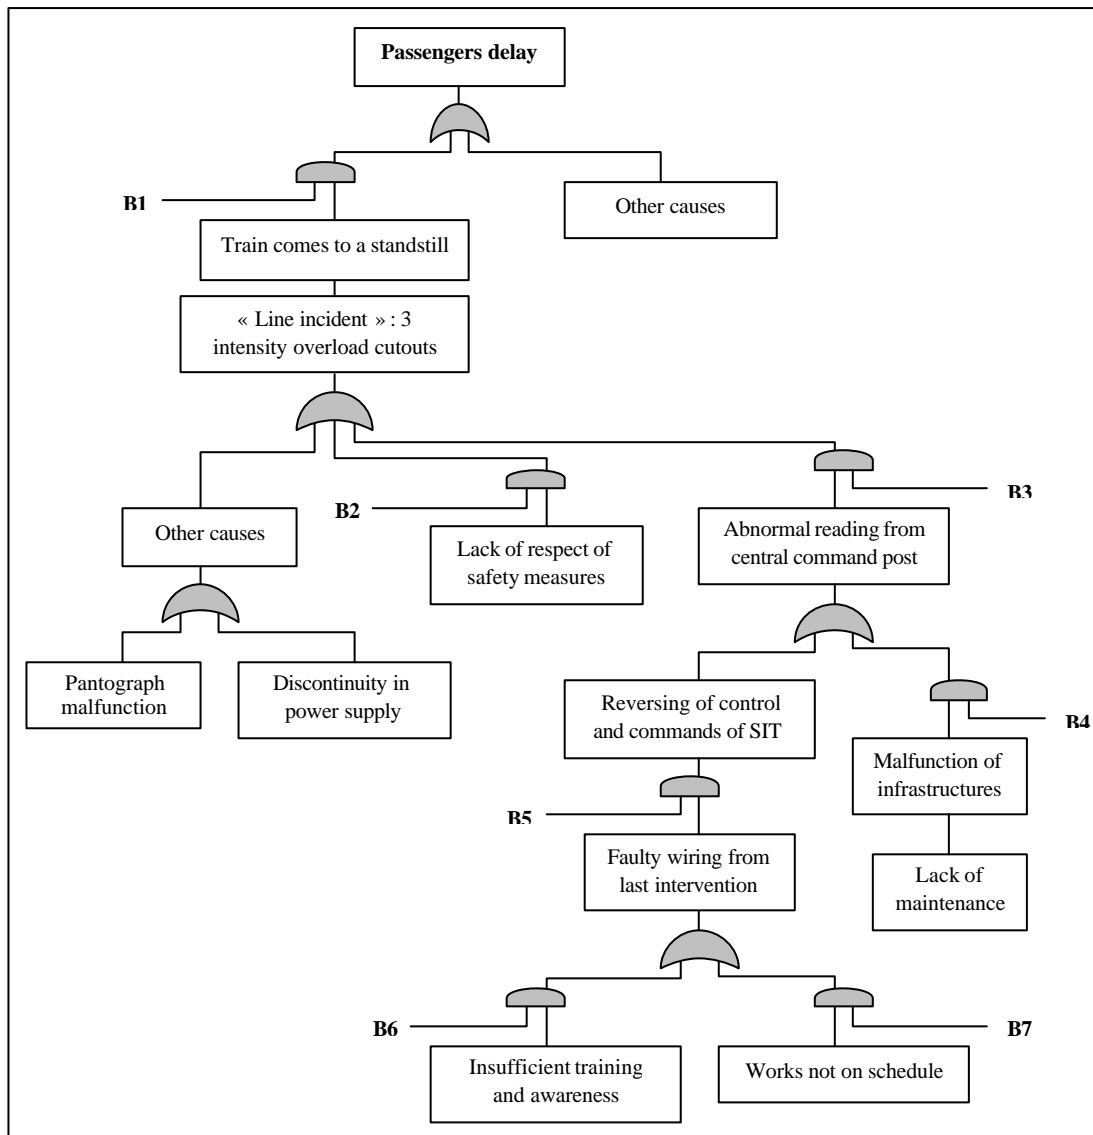 Passengers delay
B1
Other causes
Train comes to a standstill
« Line incident » : 3
intensity overload cutouts
B2
B3
Other causes
Lack of respect of
safety measures
Abnormal reading from
central command post
Pantograph
malfunction
Discontinuity in
power supply
Reversing of control
and commands of SIT
B4
Malfunction of
infrastructures
B5
Faulty wiring from
last intervention
Lack of
maintenance
B6
B7
Insufficient training
and awareness
Works not on schedule